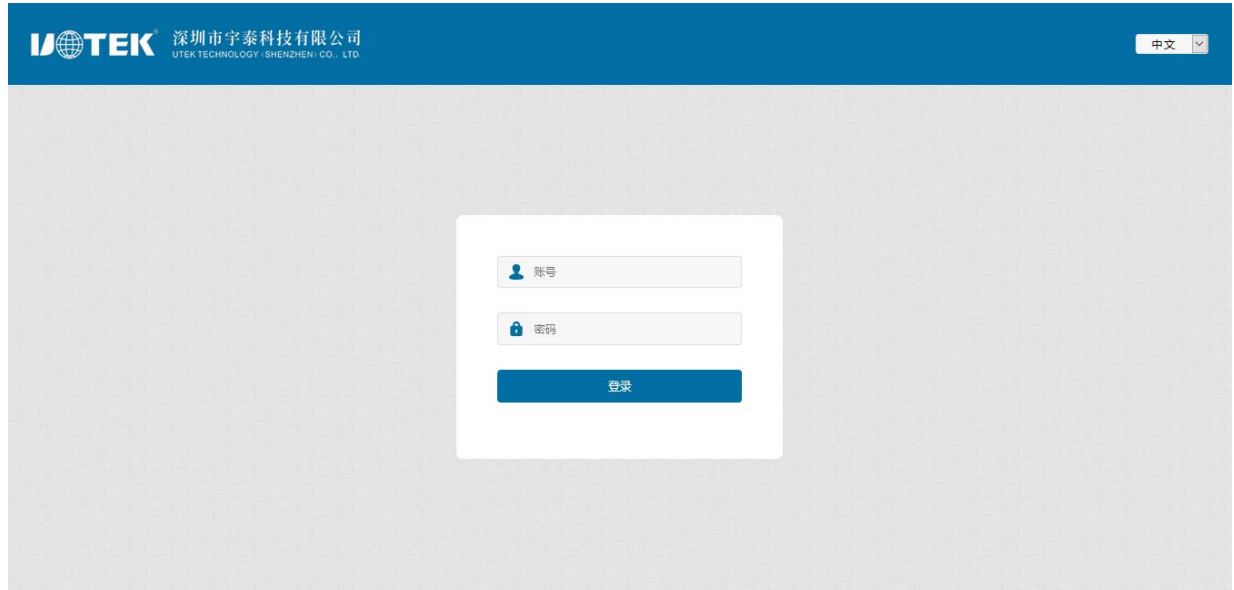 UOTEK®
深圳市宇泰科技有限公司
UTEK TECHNOLOGY (SHENZHEN) CO., LTD.
中文
账号
密码
登录